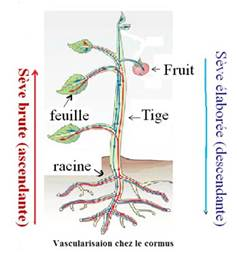 Fruit
feuille
Tige
racine
Sève brute (ascendante)
Sève élaborée (descendante)
Vascularisaion chez le cormus